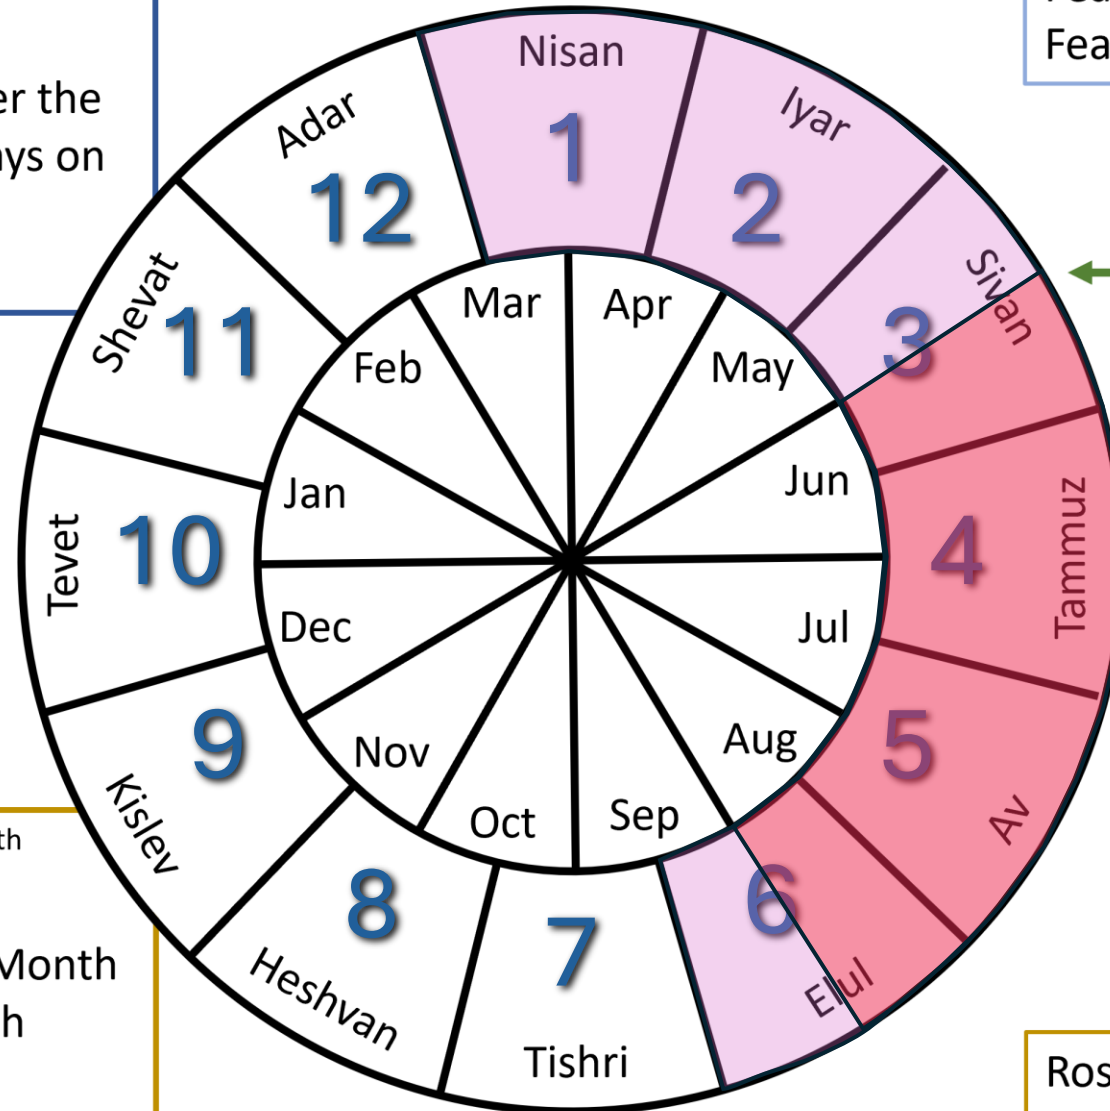 er the
ays on
Fea
Nisan
1
Iyar
2
Sivan
3
Tammuz
4
Av
5
Elul
6
Tishri
7
Heshvan
8
Kislev
9
Tevet
10
Shevat
11
Adar
12
Mar
Apr
May
Jun
Jul
Aug
Sep
Oct
Nov
Dec
Jan
Feb
th
Month
h
Ros